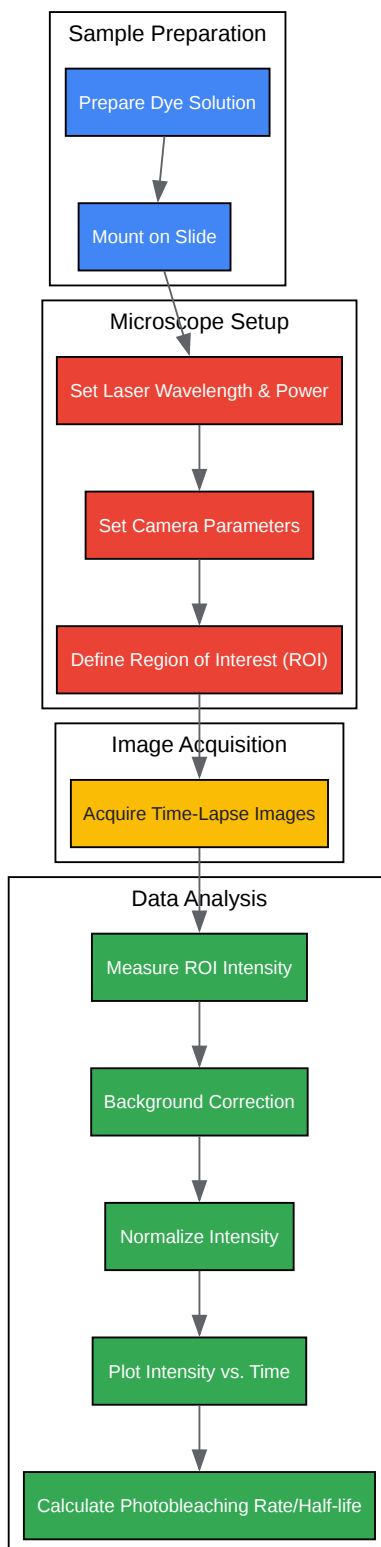 Sample Preparation
Prepare Dye Solution
Mount on Slide
Microscope Setup
Set Laser Wavelength & Power
Set Camera Parameters
Define Region of Interest (ROI)
Image Acquisition
Acquire Time-Lapse Images
Data Analysis
Measure ROI Intensity
Background Correction
Normalize Intensity
Plot Intensity vs. Time
Calculate Photobleaching Rate/Half-life